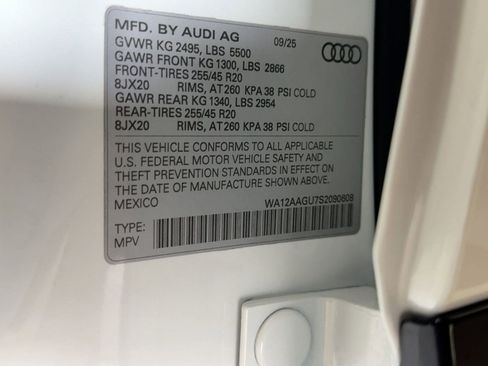 MFD. BY AUDI AG 09/25
GVWR KG 2495, LBS 5500
GAWR FRONT KG 1300, LBS 2866
FRONT-TIRES 255/45 R20
8JX20 RIMS, AT 260 KPA 38 PSI COLD
GAWR REAR KG 1340, LBS 2954
REAR-TIRES 255/45 R20
8JX20 RIMS, AT 260 KPA 38 PSI COLD
THIS VEHICLE CONFORMS TO ALL APPLICABLE
U.S. FEDERAL MOTOR VEHICLE SAFETY AND
THEFT PREVENTION STANDARDS IN EFFECT ON THE
DATE OF MANUFACTURE SHOWN ABOVE.
MEXICO WA12AAGU7S2090808
TYPE:
MPV